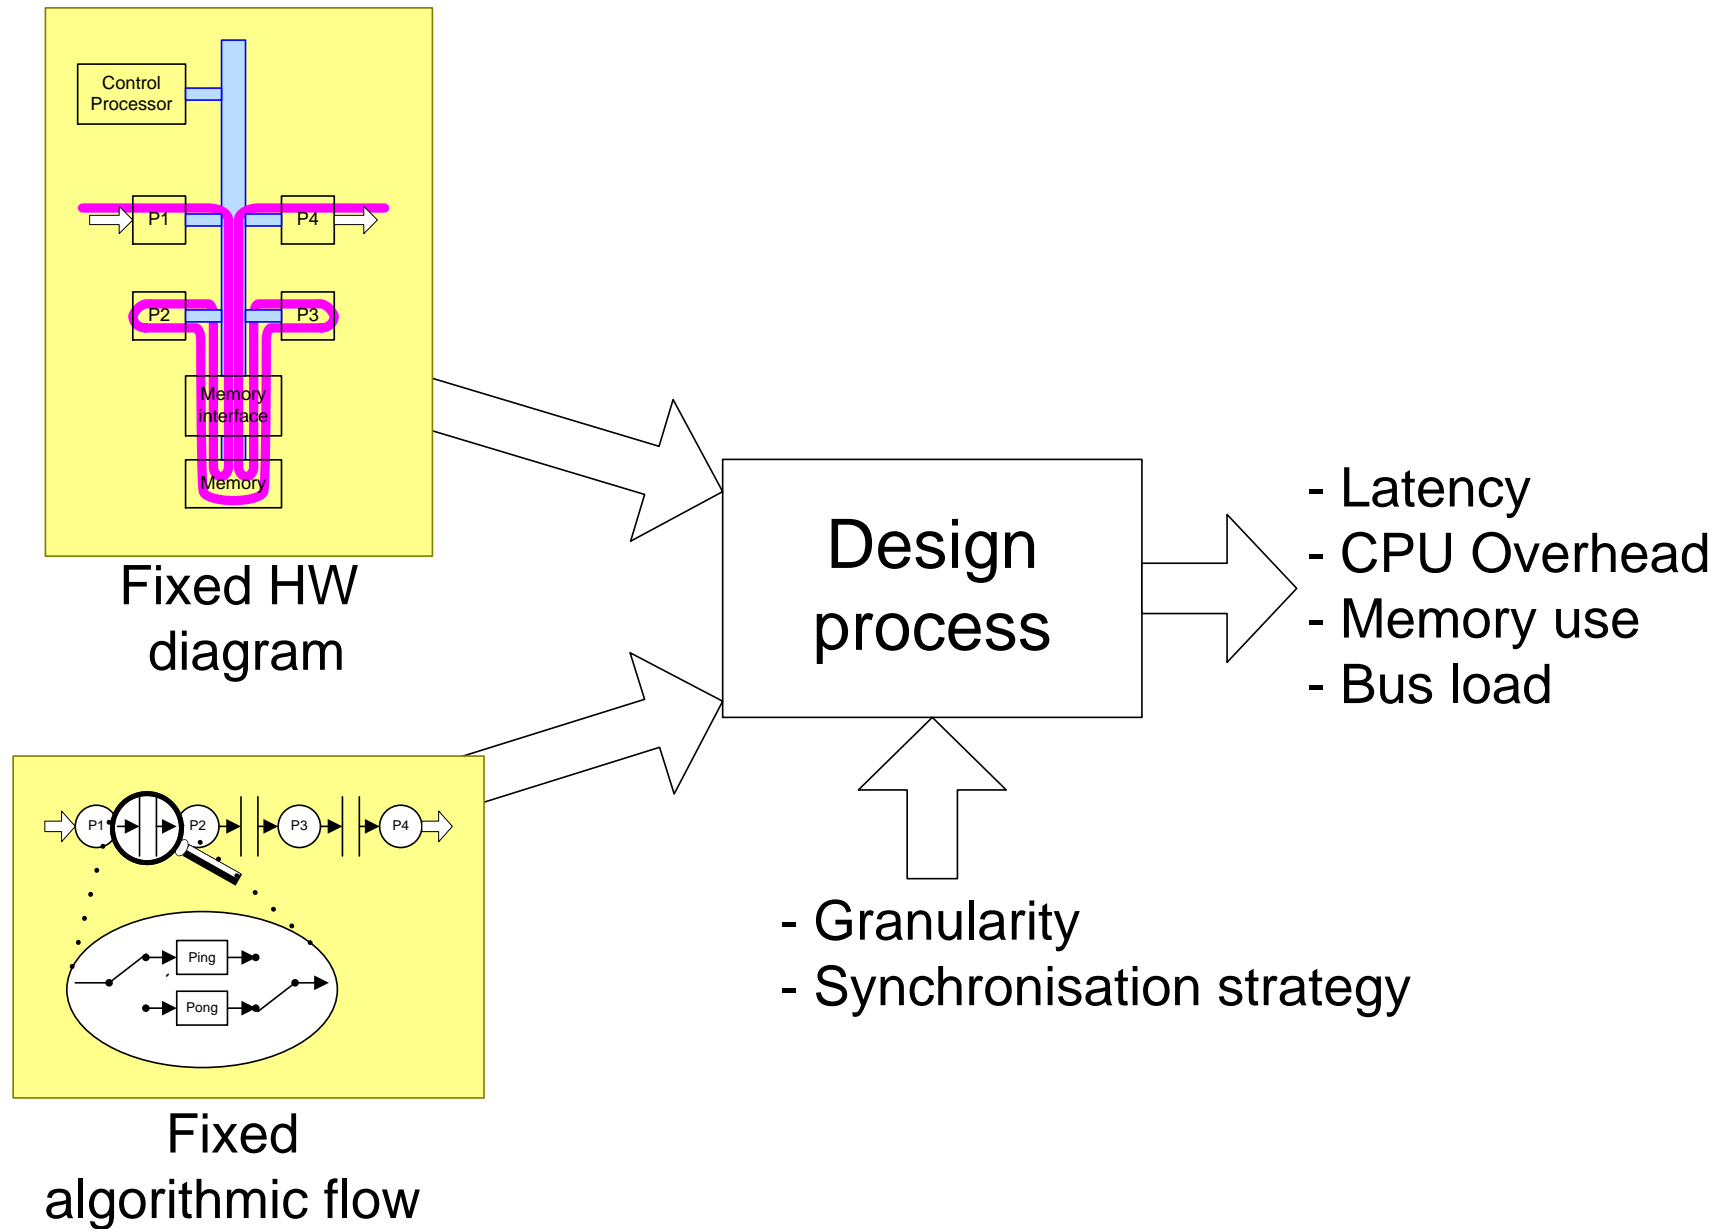 Control
Processor
P1
P4
P2
P3
Memory
interface
Memory
Fixed HW
diagram
Design
process
- Latency
- CPU Overhead
- Memory use
- Bus load
P1
P2
P3
P4
Ping
Pong
- Granularity
- Synchronisation strategy
Fixed
algorithmic flow